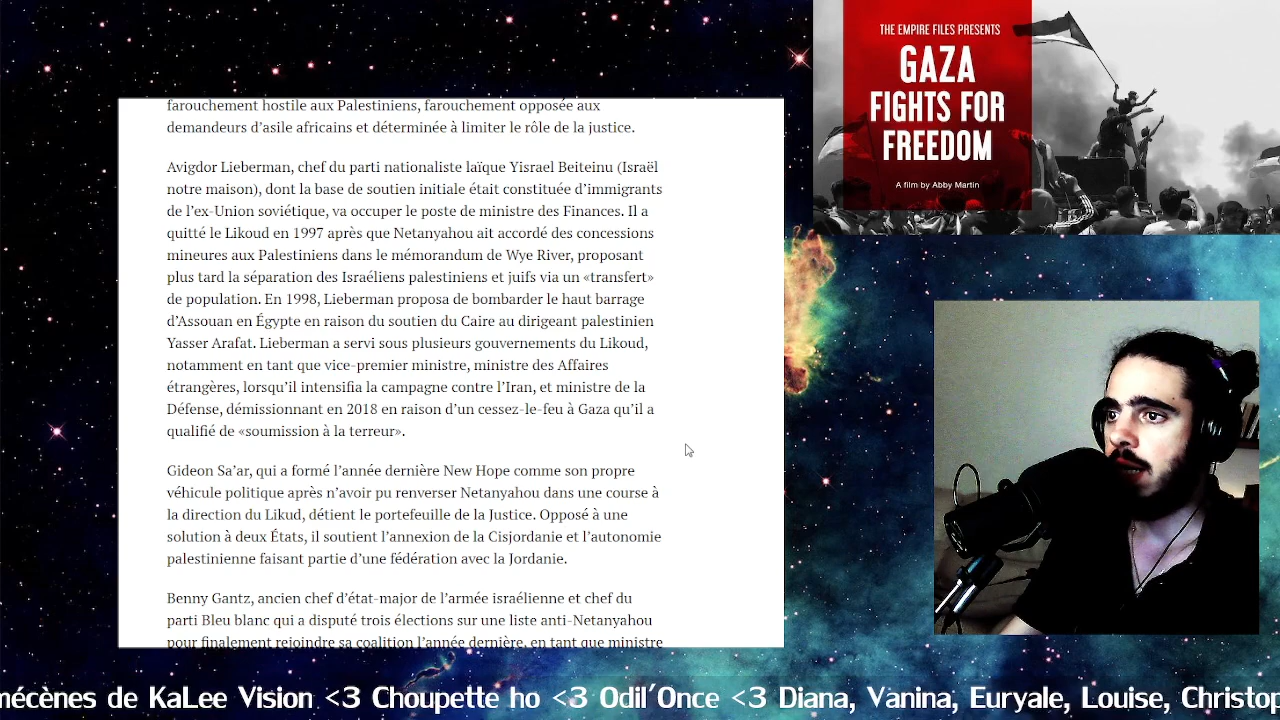 farouchement hostile aux Palestiniens, farouchement opposée aux
demandeurs d'asile africains et déterminée à limiter le rôle de la justice.
Avigdor Lieberman, chef du parti nationaliste laïque Yisrael Beiteinu (Israël
notre maison), dont la base de soutien initiale était constituée d'immigrants
de l'ex-Union soviétique, va occuper le poste de ministre des Finances. Il a
quitté le Likoud en 1997 après que Netanyahou ait accordé des concessions
mineures aux Palestiniens dans le mémorandum de Wye River, proposant
plus tard la séparation des Israéliens palestiniens et juifs via un «transfert»
de population. En 1998, Lieberman proposa de bombarder le haut barrage
d'Assouan en Égypte en raison du soutien du Caire au dirigeant palestinien
Yasser Arafat. Lieberman a servi sous plusieurs gouvernements du Likoud,
notamment en tant que vice-premier ministre, ministre des Affaires
étrangères, lorsqu'il intensifia la campagne contre l'Iran, et ministre de la
Défense, démissionnant en 2018 en raison d'un cessez-le-feu à Gaza qu'il a
qualifié de «soumission à la terreur».
Gideon Sa'ar, qui a formé l'année dernière New Hope comme son propre
véhicule politique après n'avoir pu renverser Netanyahou dans une course à
la direction du Likud, détient le portefeuille de la Justice. Opposé à une
solution à deux États, il soutient l'annexion de la Cisjordanie et l'autonomie
palestinienne faisant partie d'une fédération avec la Jordanie.
Benny Gantz, ancien chef d'état-major de l'armée israélienne et chef du
parti Bleu blanc qui a disputé trois élections sur une liste anti-Netanyahou
pour finalement rejoindre sa coalition l'année dernière, en tant que ministre
THE EMPIRE FILES PRESENTS
GAZA
FIGHTS FOR
FREEDOM
A film by Abby Martin
mécènes de KaLee Vision <3 Choupette ho <3 Odil'Once <3 Diana, Vanina, Euryale, Louise, Christop